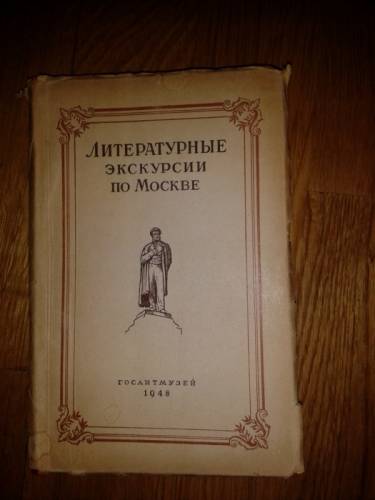 Литературные
экскурсии
по Москве
Гослитмузей
1948